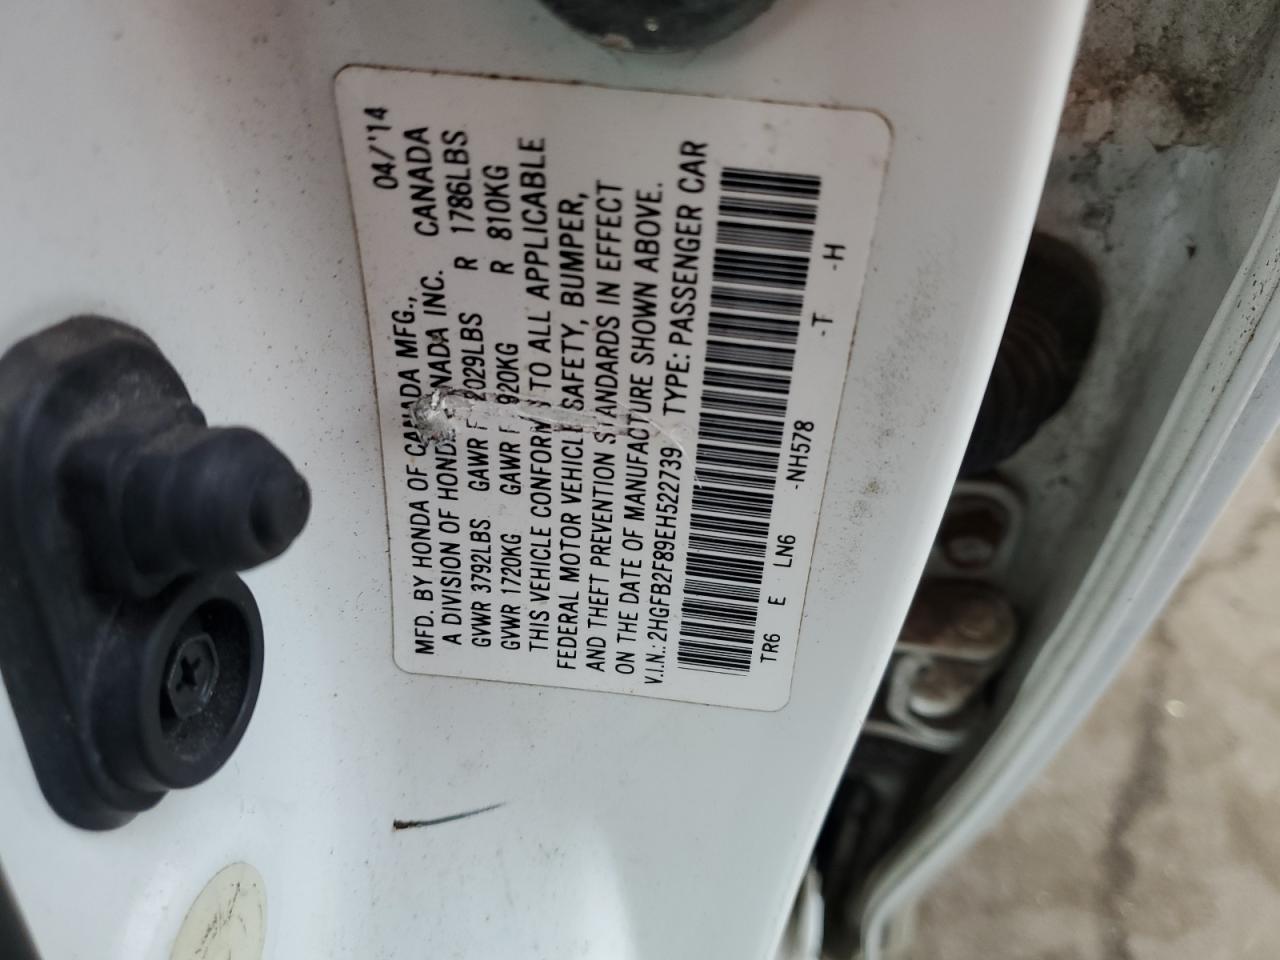 MFD. BY HONDA OF CANADA MFG., 04/'14
A DIVISION OF HONDA CANADA INC. CANADA
GVWR 3792LBS GAWR F 2029LBS R 1786LBS
GVWR 1720KG GAWR F 920KG R 810KG
THIS VEHICLE CONFORMS TO ALL APPLICABLE
FEDERAL MOTOR VEHICLE SAFETY, BUMPER,
AND THEFT PREVENTION STANDARDS IN EFFECT
ON THE DATE OF MANUFACTURE SHOWN ABOVE.
V.I.N.: 2HGFB2F89EH522739 TYPE: PASSENGER CAR
TR6 E LN6 -NH578 -T -H